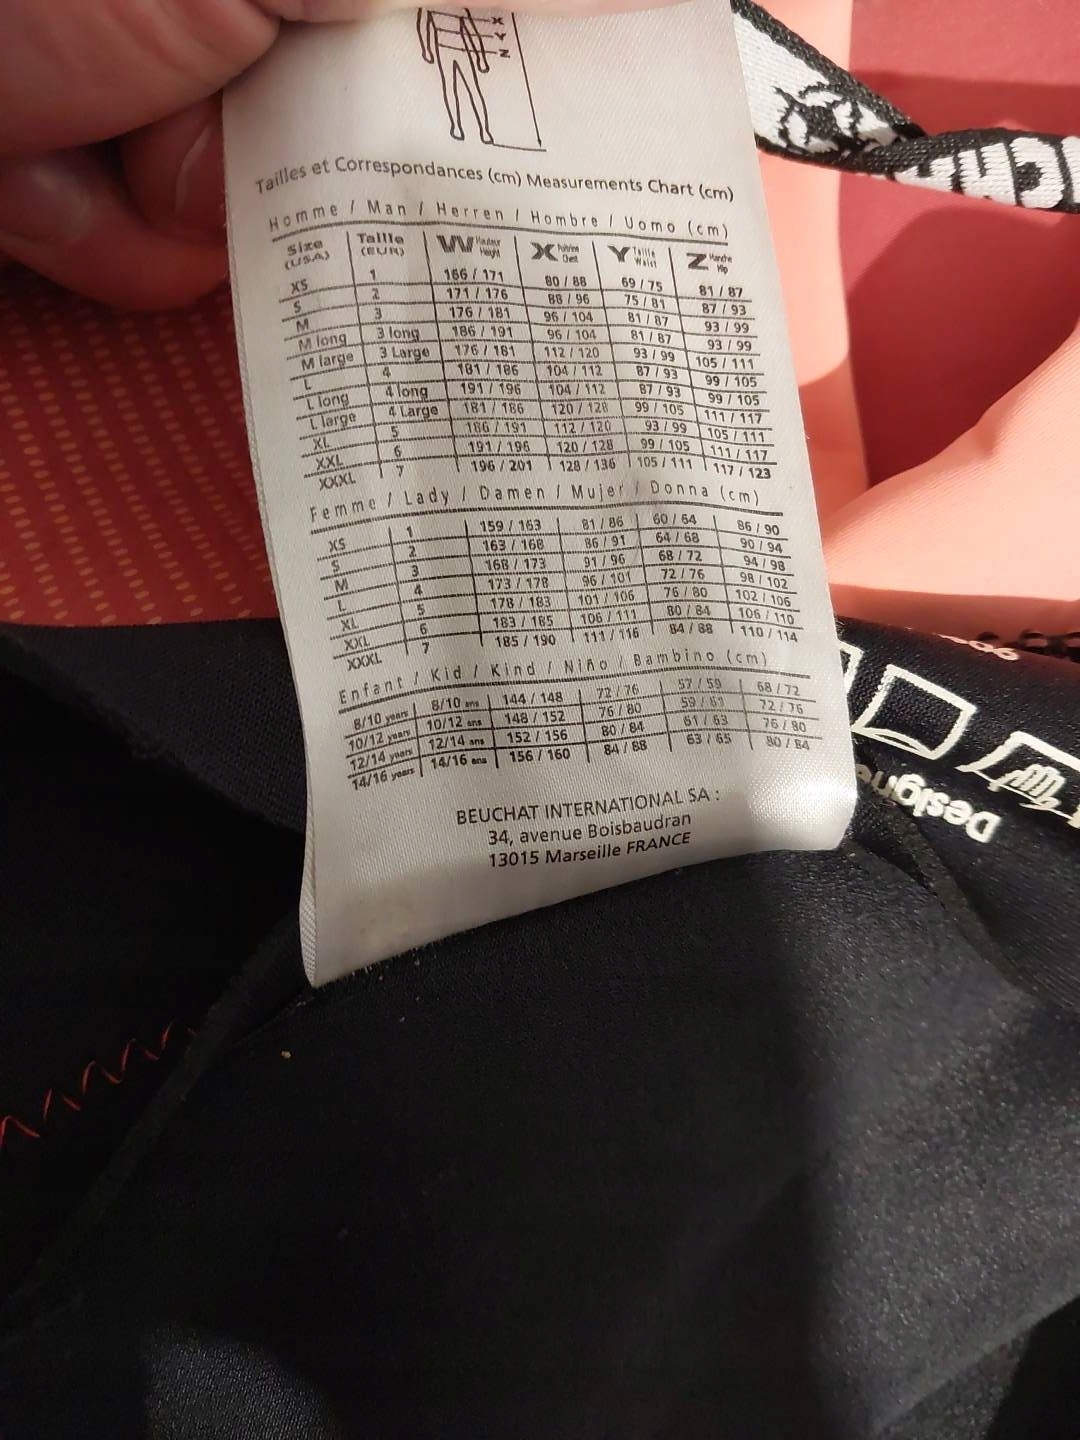 X
Y
Z
Tailles et Correspondances (cm) Measurements Chart (cm)
Homme / Man / Herren / Hombre / Uomo (cm)
Size (USA) Taille (EUR) W Hauteur Height X Poitrine Chest Y Taille Waist Z Hanche Hip
XS 1 166 / 171 80 / 88 69 / 75 81 / 87
S 2 171 / 176 88 / 96 75 / 81 87 / 93
M 3 176 / 181 96 / 104 81 / 87 93 / 99
M long 3 long 186 / 191 96 / 104 81 / 87 93 / 99
M large 3 Large 176 / 181 112 / 120 93 / 99 105 / 111
L 4 181 / 186 104 / 112 87 / 93 99 / 105
L long 4 long 191 / 196 104 / 112 87 / 93 99 / 105
L large 4 Large 181 / 186 120 / 128 99 / 105 111 / 117
XL 5 186 / 191 112 / 120 93 / 99 105 / 111
XXL 6 191 / 196 120 / 128 99 / 105 111 / 117
XXXL 7 196 / 201 128 / 136 105 / 111 117 / 123
Femme / Lady / Damen / Mujer / Donna (cm)
XS 1 159 / 163 81 / 86 60 / 64 86 / 90
S 2 163 / 168 86 / 91 64 / 68 90 / 94
M 3 168 / 173 91 / 96 68 / 72 94 / 98
L 4 173 / 178 96 / 101 72 / 76 98 / 102
XL 5 178 / 183 101 / 106 76 / 80 102 / 106
XXL 6 183 / 185 106 / 111 80 / 84 106 / 110
XXXL 7 185 / 190 111 / 116 84 / 88 110 / 114
Enfant / Kid / Kind / Niño / Bambino (cm)
8/10 years 8/10 ans 144 / 148 72 / 76 57 / 59 68 / 72
10/12 years 10/12 ans 148 / 152 76 / 80 59 / 61 72 / 76
12/14 years 12/14 ans 152 / 156 80 / 84 61 / 63 76 / 80
14/16 years 14/16 ans 156 / 160 84 / 88 63 / 65 80 / 84
BEUCHAT INTERNATIONAL SA :
34, avenue Boisbaudran
13015 Marseille FRANCE